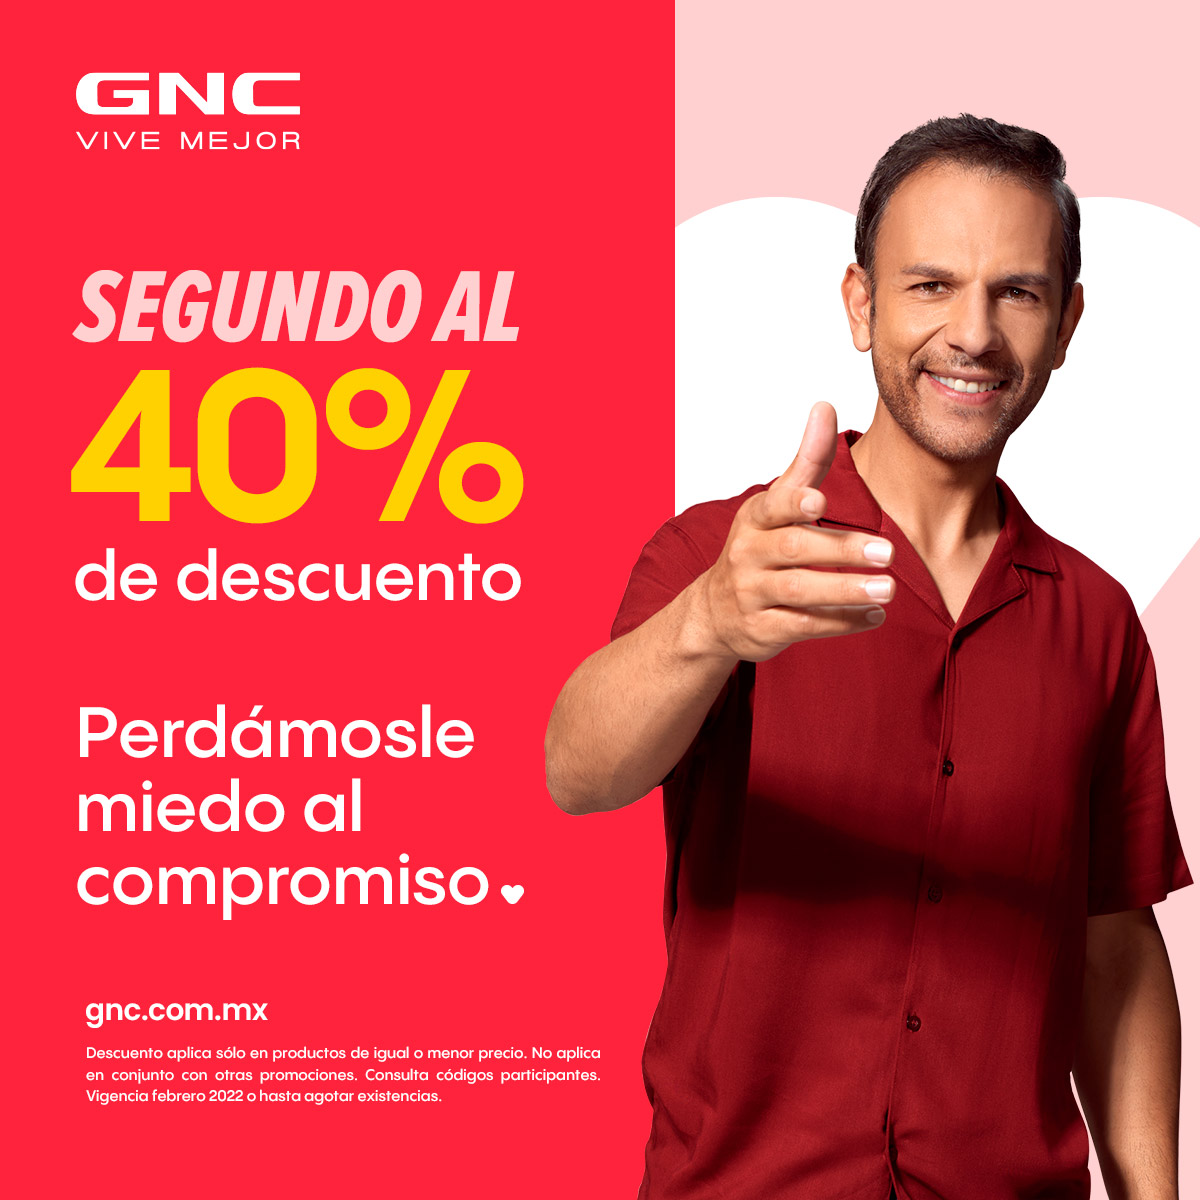 GNC
VIVE MEJOR
SEGUNDO AL
40%
de descuento
Perdámosle
miedo al
compromiso
gnc.com.mx
Descuento aplica sólo en productos de igual o menor precio. No aplica
en conjunto con otras promociones. Consulta códigos participantes.
Vigencia febrero 2022 o hasta agotar existencias.